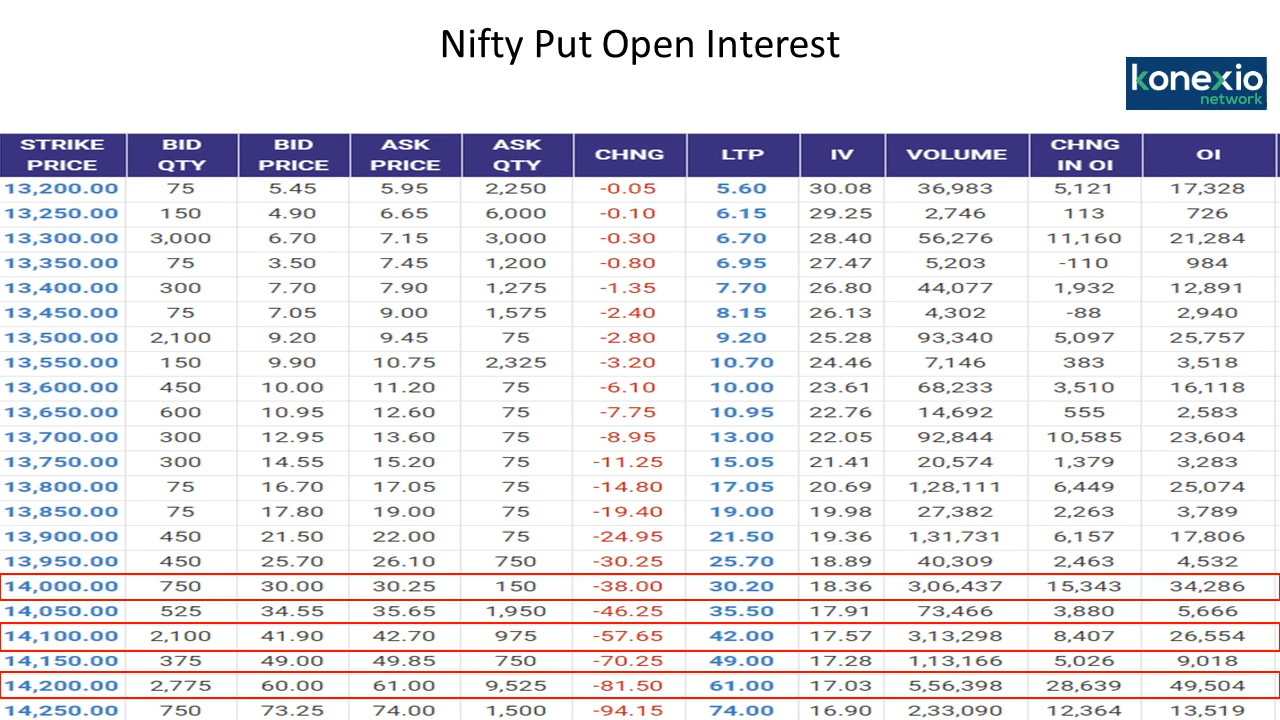 Nifty Put Open Interest
konexio
network
STRIKE PRICE BID QTY BID PRICE ASK PRICE ASK QTY CHNG LTP IV VOLUME CHNG IN OI OI
13,200.00 75 5.45 5.95 2,250 -0.05 5.60 30.08 36,983 5,121 17,328
13,250.00 150 4.90 6.65 6,000 -0.10 6.15 29.25 2,746 113 726
13,300.00 3,000 6.70 7.15 3,000 -0.30 6.70 28.40 56,276 11,160 21,284
13,350.00 75 3.50 7.45 1,200 -0.80 6.95 27.47 5,203 -110 984
13,400.00 300 7.70 7.90 1,275 -1.35 7.70 26.80 44,077 1,932 12,891
13,450.00 75 7.05 9.00 1,575 -2.40 8.15 26.13 4,302 -88 2,940
13,500.00 2,100 9.20 9.45 75 -2.80 9.20 25.28 93,340 5,097 25,757
13,550.00 150 9.90 10.75 2,325 -3.20 10.70 24.46 7,146 383 3,518
13,600.00 450 10.00 11.20 75 -6.10 10.00 23.61 68,233 3,510 16,118
13,650.00 600 10.95 12.60 75 -7.75 10.95 22.76 14,692 555 2,583
13,700.00 300 12.95 13.60 75 -8.95 13.00 22.05 92,844 10,585 23,604
13,750.00 300 14.55 15.20 75 -11.25 15.05 21.41 20,574 1,379 3,283
13,800.00 75 16.70 17.05 75 -14.80 17.05 20.69 1,28,111 6,449 25,074
13,850.00 75 17.80 19.00 75 -19.40 19.00 19.98 27,382 2,263 3,789
13,900.00 450 21.50 22.00 75 -24.95 21.50 19.36 1,31,731 6,157 17,806
13,950.00 450 25.70 26.10 750 -30.25 25.70 18.89 40,309 2,463 4,532
14,000.00 750 30.00 30.25 150 -38.00 30.20 18.36 3,06,437 15,343 34,286
14,050.00 525 34.55 35.65 1,950 -46.25 35.50 17.91 73,466 3,880 5,666
14,100.00 2,100 41.90 42.70 975 -57.65 42.00 17.57 3,13,298 8,407 26,554
14,150.00 375 49.00 49.85 750 -70.25 49.00 17.28 1,13,166 5,026 9,018
14,200.00 2,775 60.00 61.00 9,525 -81.50 61.00 17.03 5,56,398 28,639 49,504
14,250.00 750 73.25 74.00 1,500 -94.15 74.00 16.90 2,33,090 12,364 13,519